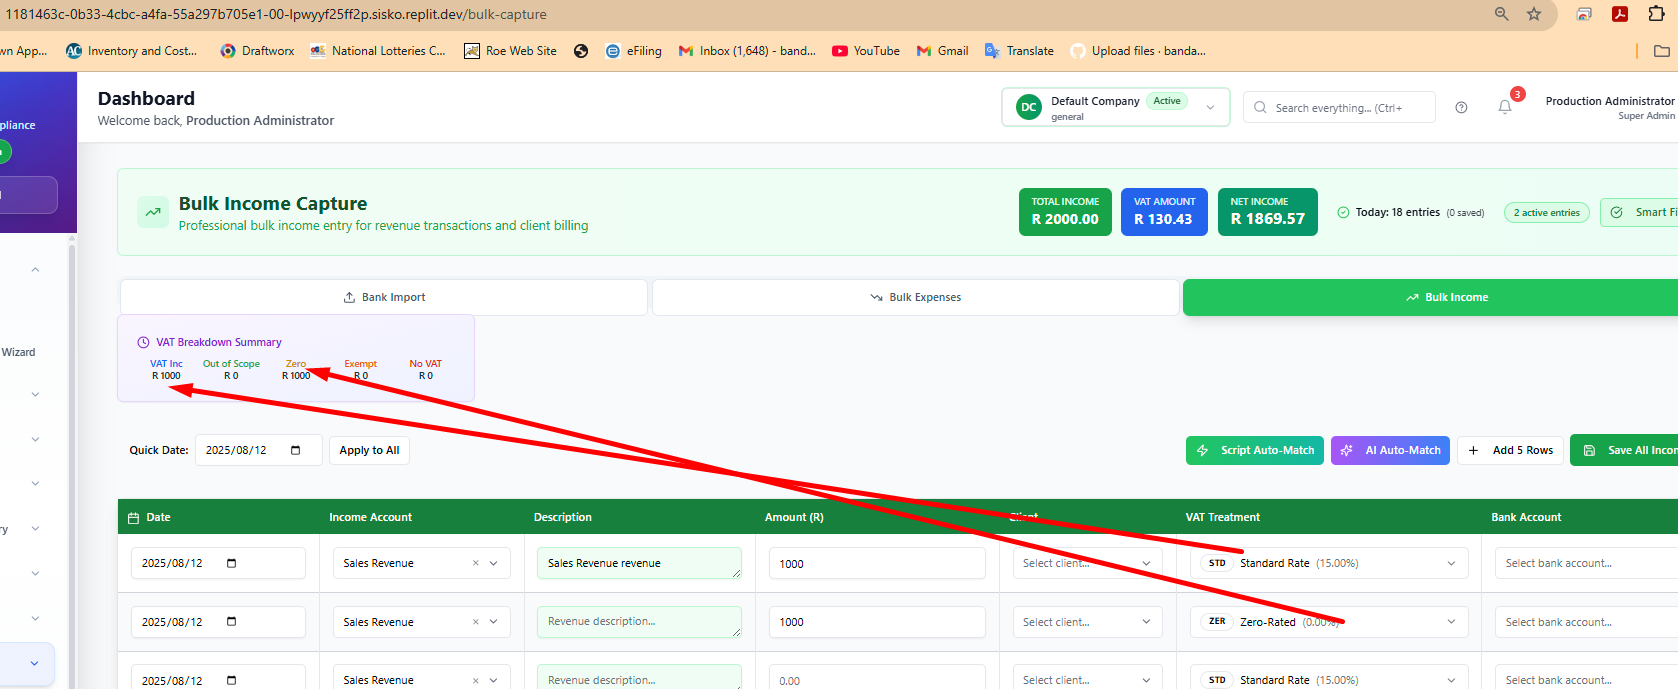 1181463c-0b33-4cbc-a4fa-55a297b705e1-00-lpwyyf25ff2p.sisko.replit.dev/bulk-capture
wn App... Inventory and Cost... Draftworx National Lotteries C... Roe Web Site eFiling Inbox (1,648) - band... YouTube Gmail Translate Upload files · banda...
Dashboard
Welcome back, Production Administrator
DC Default Company Active
general
Search everything... (Ctrl+
3
Production Administrator
Super Admin
pliance
Wizard
ry
Bulk Income Capture
Professional bulk income entry for revenue transactions and client billing
TOTAL INCOME
R 2000.00
VAT AMOUNT
R 130.43
NET INCOME
R 1869.57
Today: 18 entries (0 saved)
2 active entries
Smart Fi
Bank Import Bulk Expenses Bulk Income
VAT Breakdown Summary
VAT Inc Out of Scope Zero Exempt No VAT
R 1000 R 0 R 1000 R 0 R 0
Quick Date: 2025/08/12 Apply to All
Script Auto-Match AI Auto-Match + Add 5 Rows Save All Incon
Date Income Account Description Amount (R) Client VAT Treatment Bank Account
2025/08/12 Sales Revenue × Sales Revenue revenue 1000 Select client... STD Standard Rate (15.00%) Select bank account...
2025/08/12 Sales Revenue × Revenue description... 1000 Select client... ZER Zero-Rated (0.00%) Select bank account...
2025/08/12 Sales Revenue × Revenue description... 0.00 Select client... STD Standard Rate (15.00%) Select bank account...